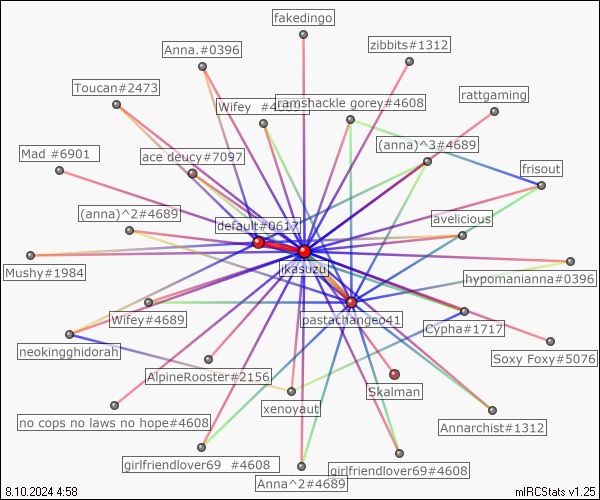 fakedingo
Anna.#0396
zibbits#1312
Toucan#2473
Wifey #4689
ramshackle gorey#4608
rattgaming
Mad #6901
ace deucy#7097
(anna)^3#4689
frisout
(anna)^2#4689
default#0617
avelicious
Mushy#1984
ikasuzu
hypomanianna#0396
Wifey#4689
pastachangeo41
Cypha#1717
neokingghidorah
AlpineRooster#2156
Soxy Foxy#5076
Skalman
no cops no laws no hope#4608
xenoyaut
Annarchist#1312
girlfriendlover69 #4608
girlfriendlover69#4608
Anna^2#4689
8.10.2024 4:58
mIRCStats v1.25